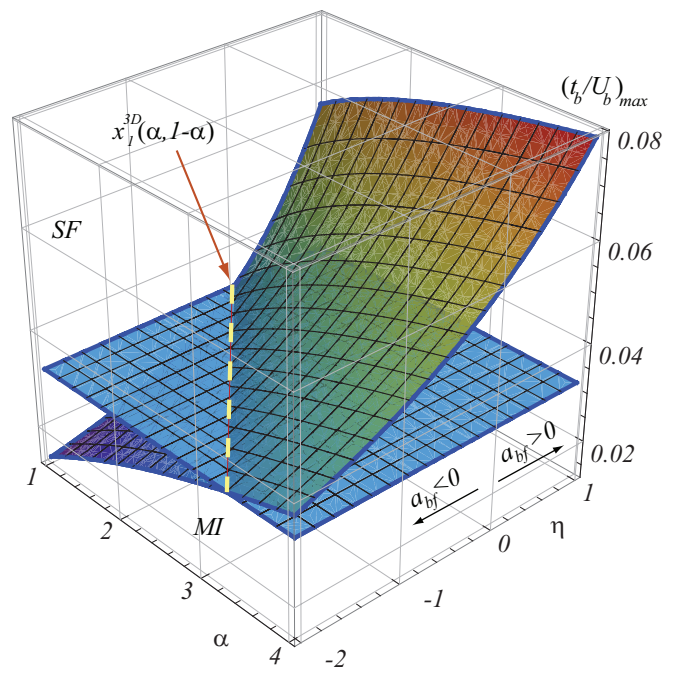 (t_b/U_b)_max
x_1^3D(α,1-α)
0.08
SF
0.06
0.04
a_bf<0
a_bf>0
0.02
1
2
3
4
α
MI
-2
-1
0
1
η